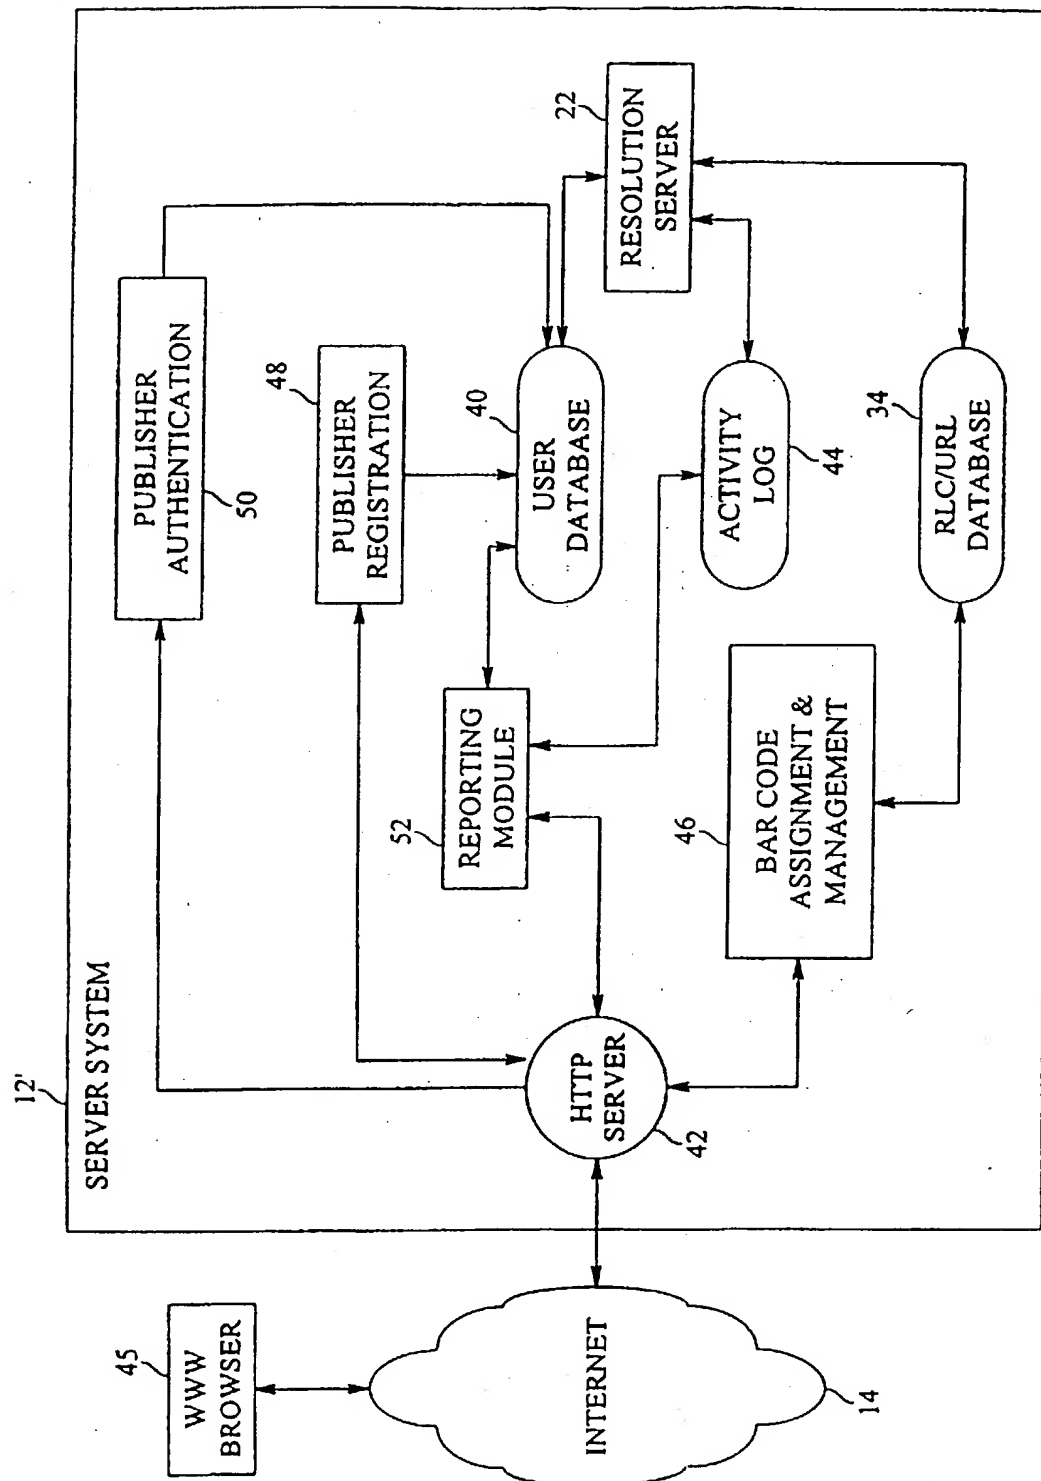 12'
SERVER SYSTEM
PUBLISHER
AUTHENTICATION
50
PUBLISHER
REGISTRATION
48
USER
DATABASE
40
RESOLUTION
SERVER
22
REPORTING
MODULE
52
ACTIVITY
LOG
44
BAR CODE
ASSIGNMENT &
MANAGEMENT
46
RLC/URL
DATABASE
34
HTTP
SERVER
42
WWW
BROWSER
45
INTERNET
14